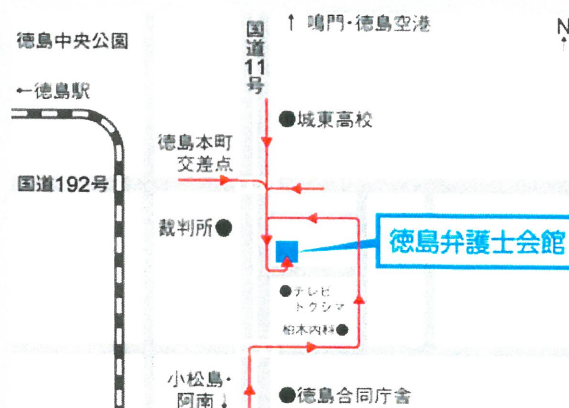 徳島中央公園
国道11号
↑ 鳴門・徳島空港
N
↑
←徳島駅
城東高校
徳島本町
交差点
国道192号
裁判所
徳島弁護士会館
テレビ
トクシマ
柏木内科
小松島・
阿南↓
徳島合同庁舎